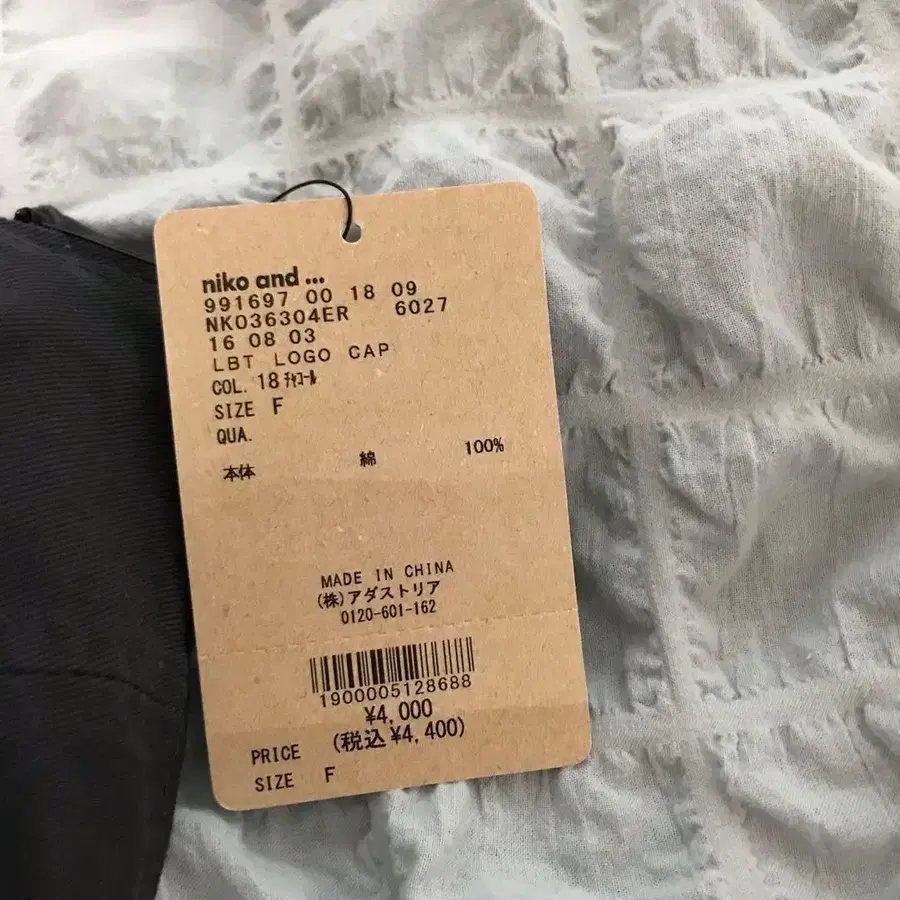 niko and ...
991697 00 18 09
NK036304ER 6027
16 08 03
LBT LOGO CAP
COL. 18 ﾁｬｺｰﾙ
SIZE F
QUA.
本体 綿 100%
MADE IN CHINA
(株)アダストリア
0120-601-162
1900005128688
¥4,000
PRICE (税込¥4,400)
SIZE F